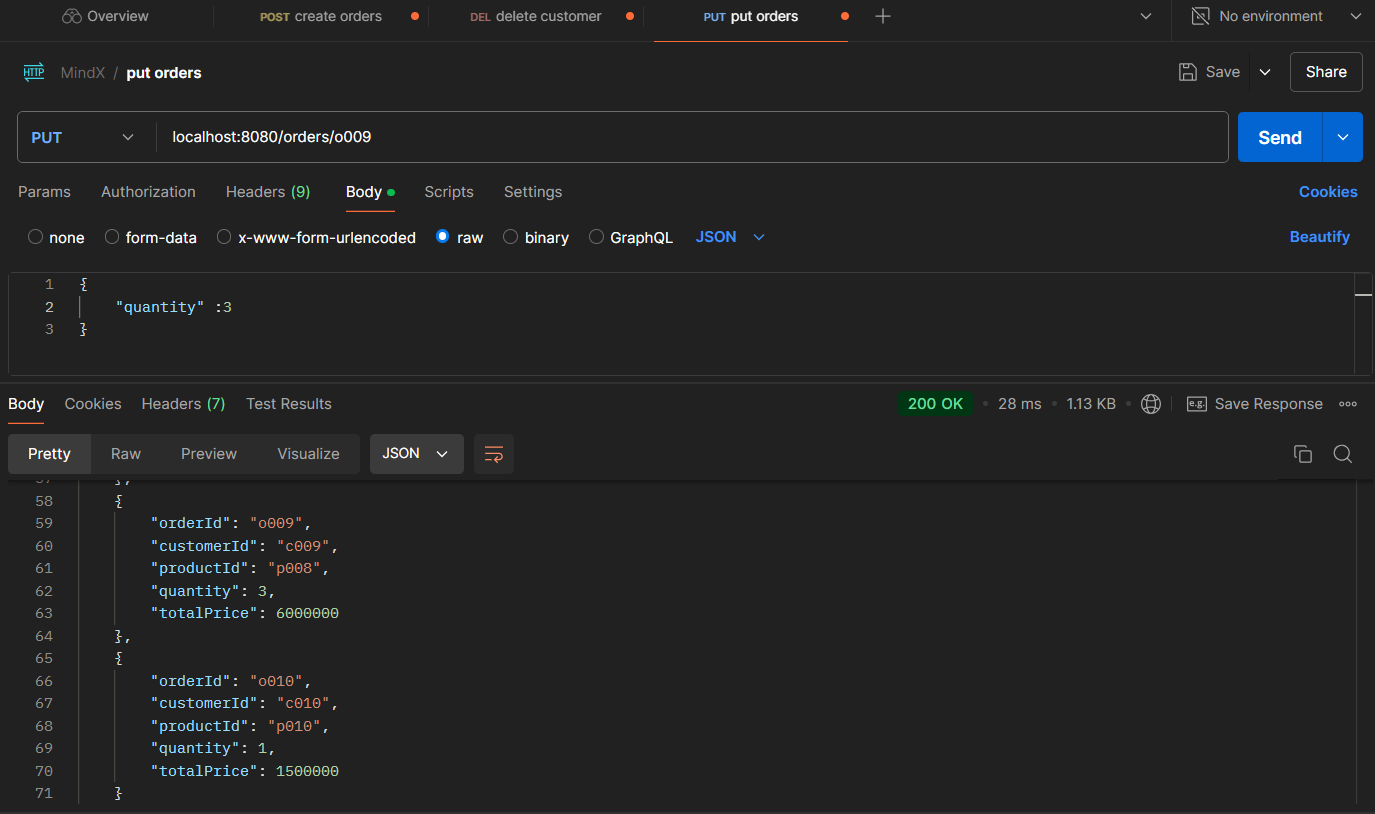 Overview POST create orders DEL delete customer PUT put orders No environment
HTTP MindX / put orders Save Share
PUT localhost:8080/orders/o009 Send
Params Authorization Headers (9) Body Scripts Settings Cookies
none form-data x-www-form-urlencoded raw binary GraphQL JSON Beautify
1 {
2 "quantity" :3
3 }
Body Cookies Headers (7) Test Results 200 OK 28 ms 1.13 KB e.g. Save Response
Pretty Raw Preview Visualize JSON
57 },
58 {
59 "orderId": "o009",
60 "customerId": "c009",
61 "productId": "p008",
62 "quantity": 3,
63 "totalPrice": 6000000
64 },
65 {
66 "orderId": "o010",
67 "customerId": "c010",
68 "productId": "p010",
69 "quantity": 1,
70 "totalPrice": 1500000
71 }